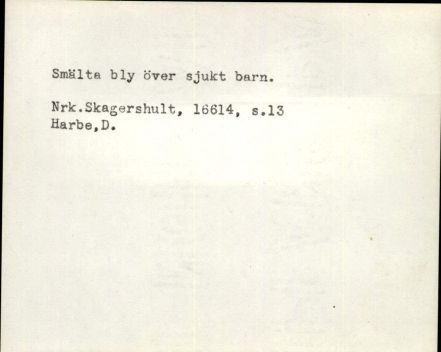 Smälta bly över sjukt barn.
Nrk.Skagershult, 16614, s.13
Harbe,D.